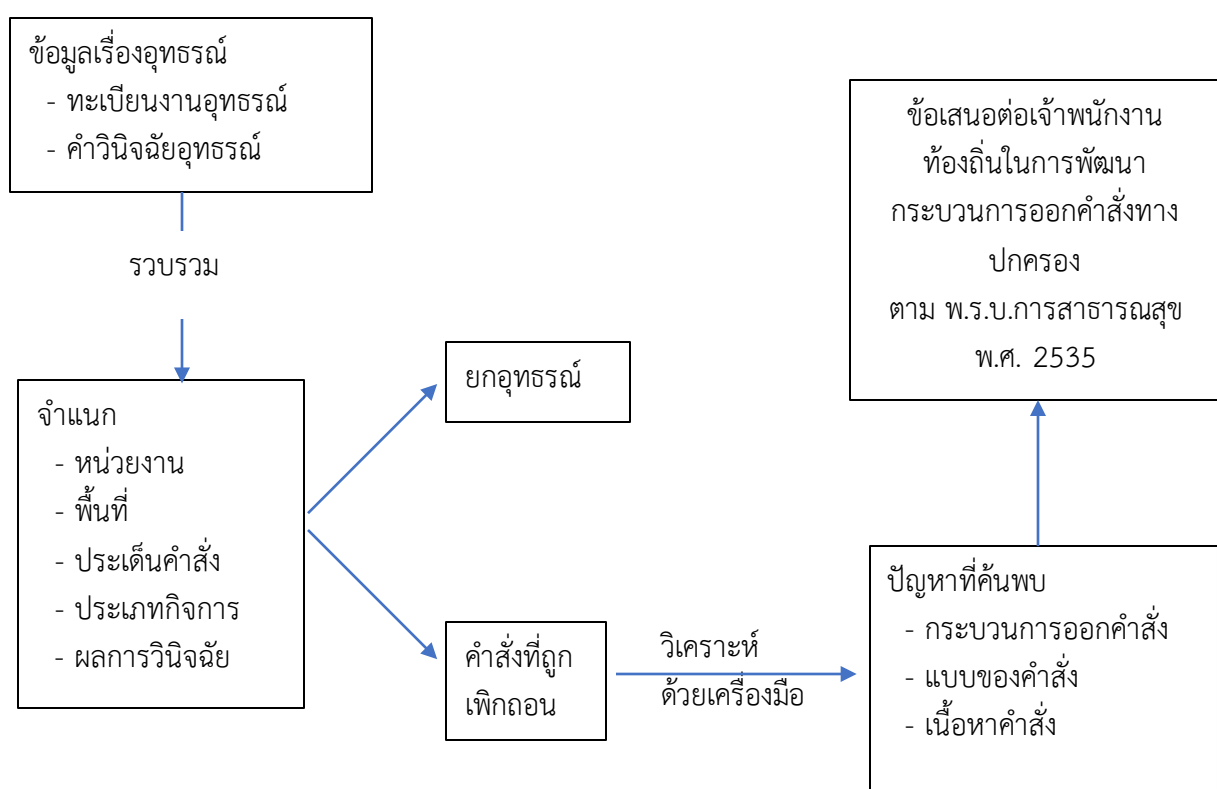 ข้อมูลเรื่องอุทธรณ์
- ทะเบียนงานอุทธรณ์
- คำวินิจฉัยอุทธรณ์
รวบรวม
จำแนก
- หน่วยงาน
- พื้นที่
- ประเด็นคำสั่ง
- ประเภทกิจการ
- ผลการวินิจฉัย
ยกอุทธรณ์
คำสั่งที่ถูก
เพิกถอน
วิเคราะห์
ด้วยเครื่องมือ
ปัญหาที่ค้นพบ
- กระบวนการออกคำสั่ง
- แบบของคำสั่ง
- เนื้อหาคำสั่ง
ข้อเสนอต่อเจ้าพนักงาน
ท้องถิ่นในการพัฒนา
กระบวนการออกคำสั่งทาง
ปกครอง
ตาม พ.ร.บ.การสาธารณสุข
พ.ศ. 2535